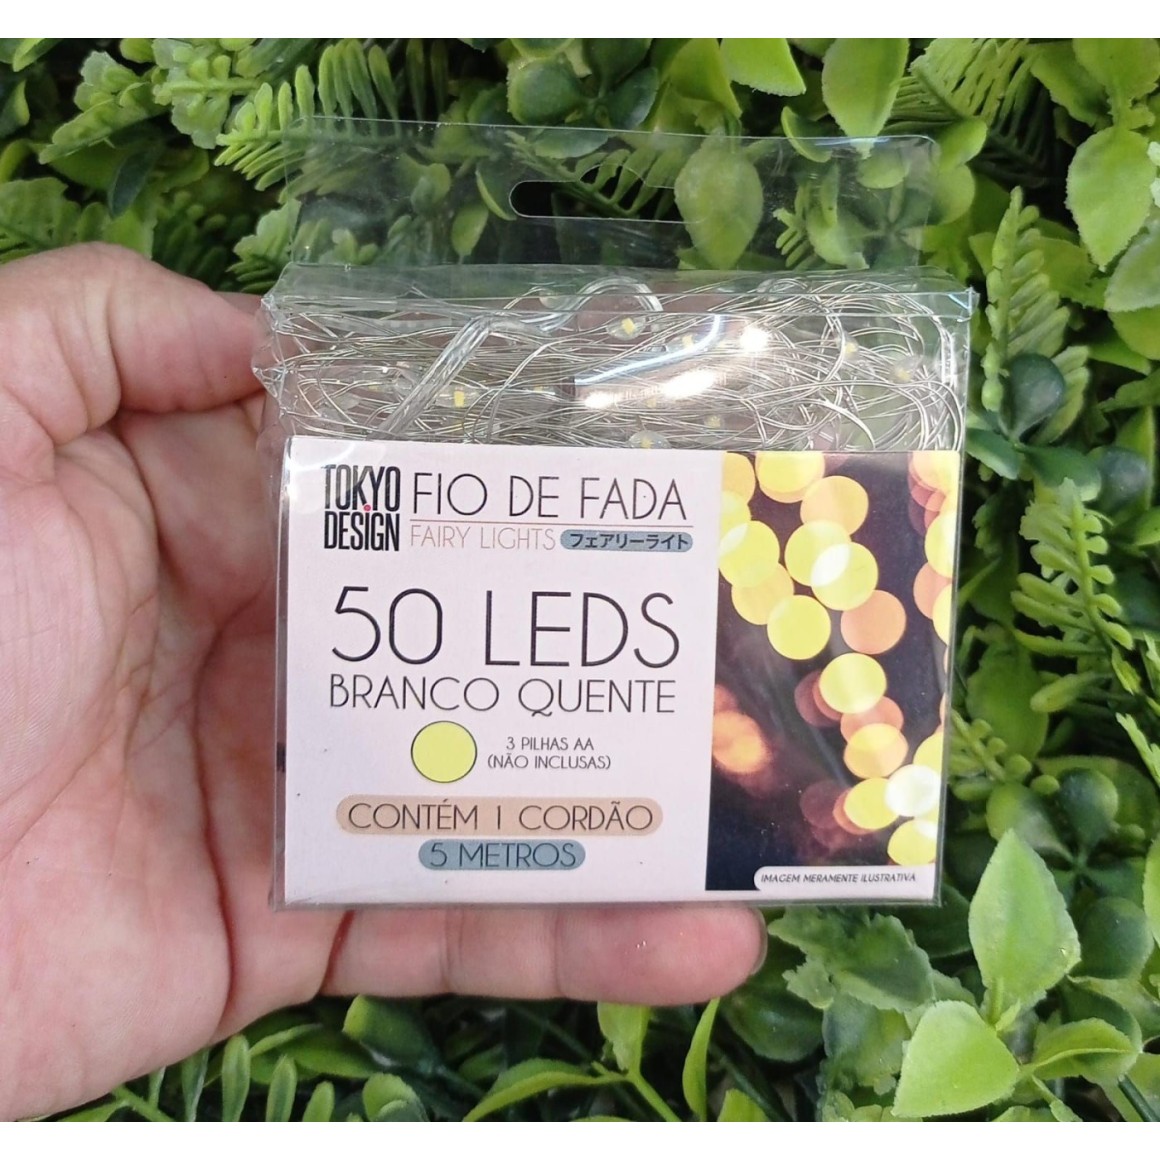 TOKYO
DESIGN
FIO DE FADA
FAIRY LIGHTS フェアリーライト
50 LEDS
BRANCO QUENTE
3 PILHAS AA
(NÃO INCLUSAS)
CONTÉM 1 CORDÃO
5 METROS
IMAGEM MERAMENTE ILUSTRATIVA